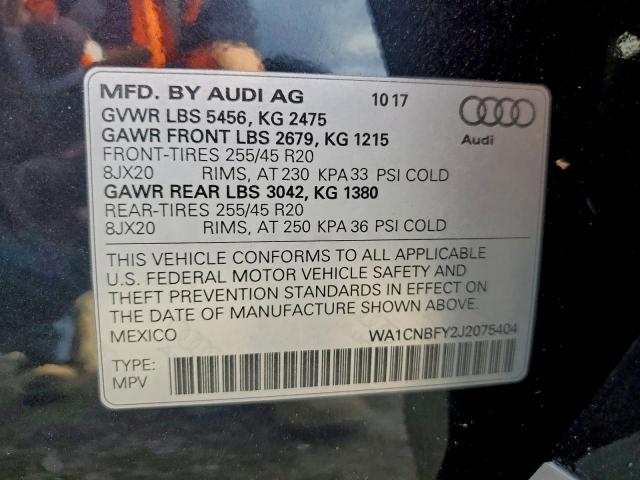 MFD. BY AUDI AG 10 17
GVWR LBS 5456, KG 2475
GAWR FRONT LBS 2679, KG 1215
FRONT-TIRES 255/45 R20
8JX20 RIMS, AT 230 KPA 33 PSI COLD
GAWR REAR LBS 3042, KG 1380
REAR-TIRES 255/45 R20
8JX20 RIMS, AT 250 KPA 36 PSI COLD
Audi
THIS VEHICLE CONFORMS TO ALL APPLICABLE
U.S. FEDERAL MOTOR VEHICLE SAFETY AND
THEFT PREVENTION STANDARDS IN EFFECT ON
THE DATE OF MANUFACTURE SHOWN ABOVE.
MEXICO WA1CNBFY2J2075404
TYPE:
MPV